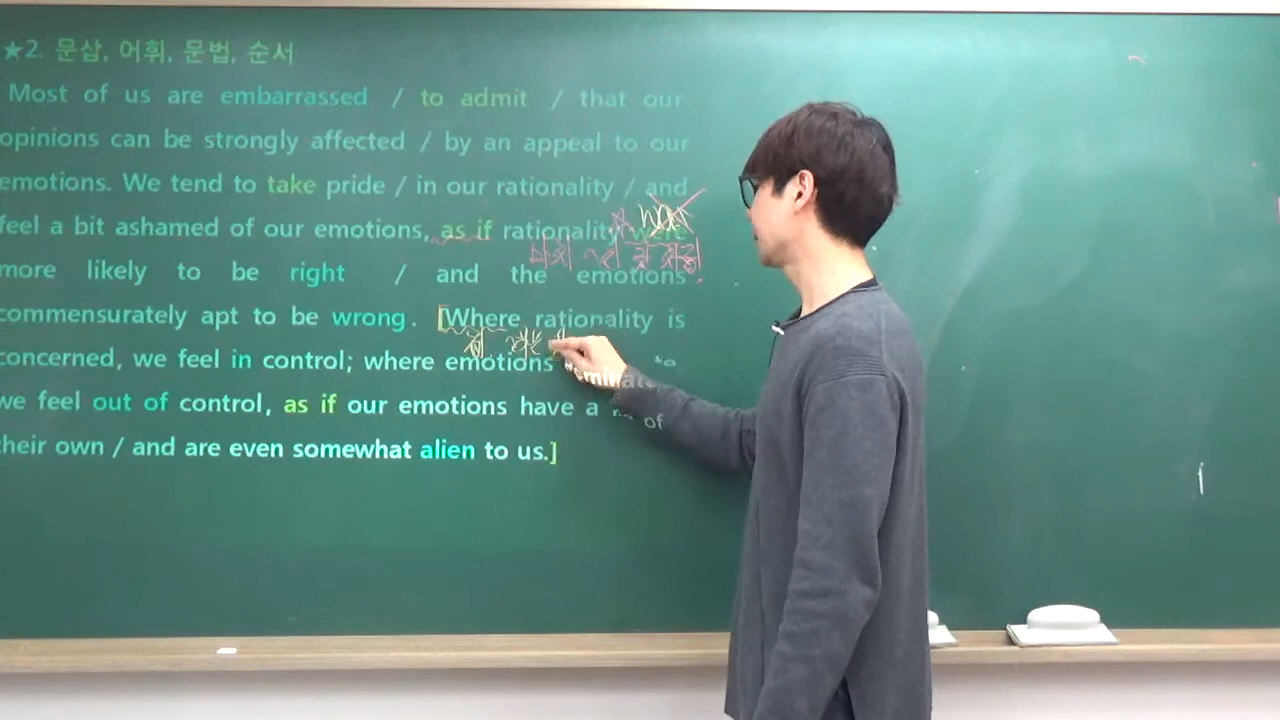 ★2. 문삽, 어휘, 문법, 순서
Most of us are embarrassed / to admit / that our
opinions can be strongly affected / by an appeal to our
emotions. We tend to take pride / in our rationality / and
feel a bit ashamed of our emotions, as if rationality were
more likely to be right / and the emotions
commensurately apt to be wrong. [Where rationality is
concerned, we feel in control; where emotions
we feel out of control, as if our emotions have a of
their own / and are even somewhat alien to us.]